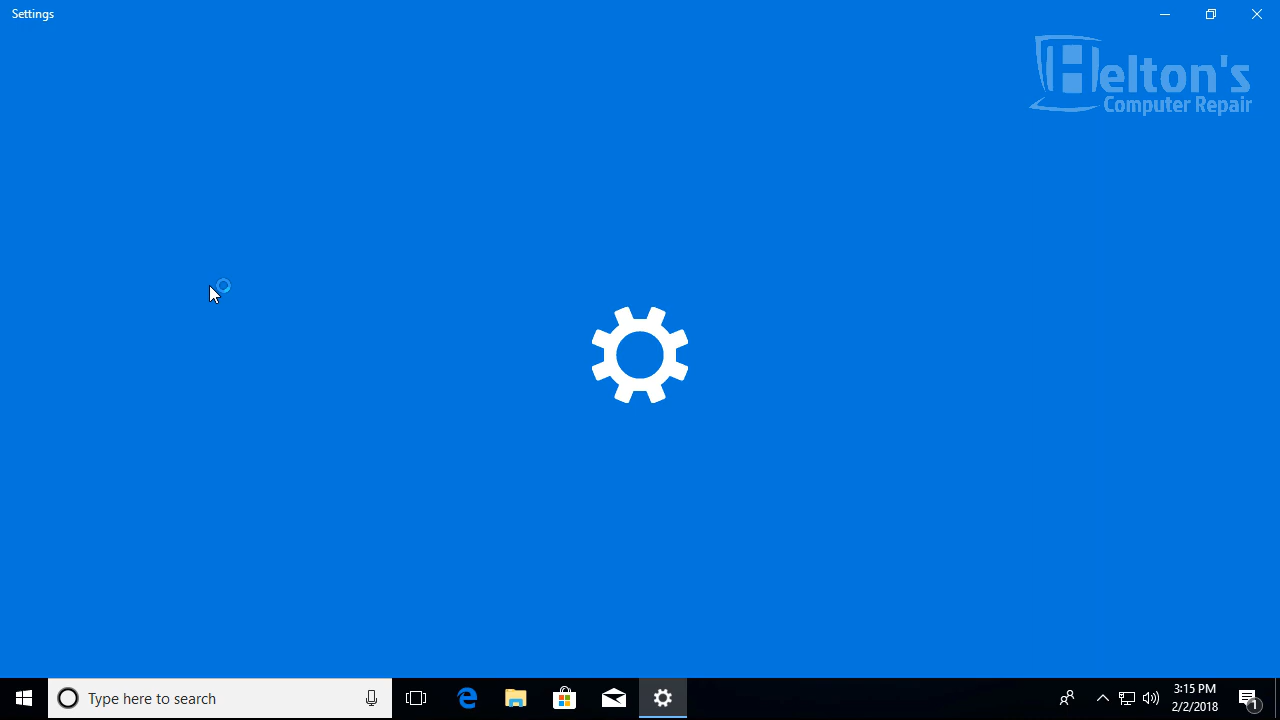 Settings
Helton's
Computer Repair
Type here to search
3:15 PM
2/2/2018
1